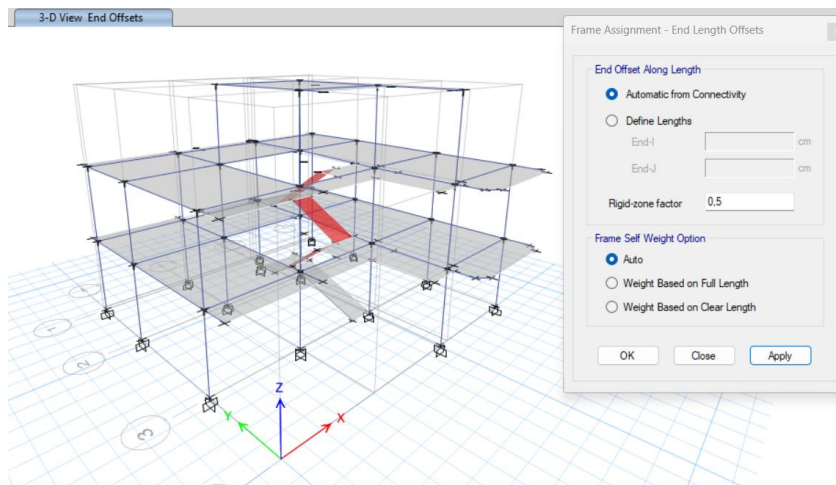 3-D View End Offsets
Frame Assignment - End Length Offsets
End Offset Along Length
Automatic from Connectivity
Define Lengths
End-I
cm
End-J
cm
Rigid-zone factor
0,5
Frame Self Weight Option
Auto
Weight Based on Full Length
Weight Based on Clear Length
OK
Close
Apply
Z
Y
X
1
2
3